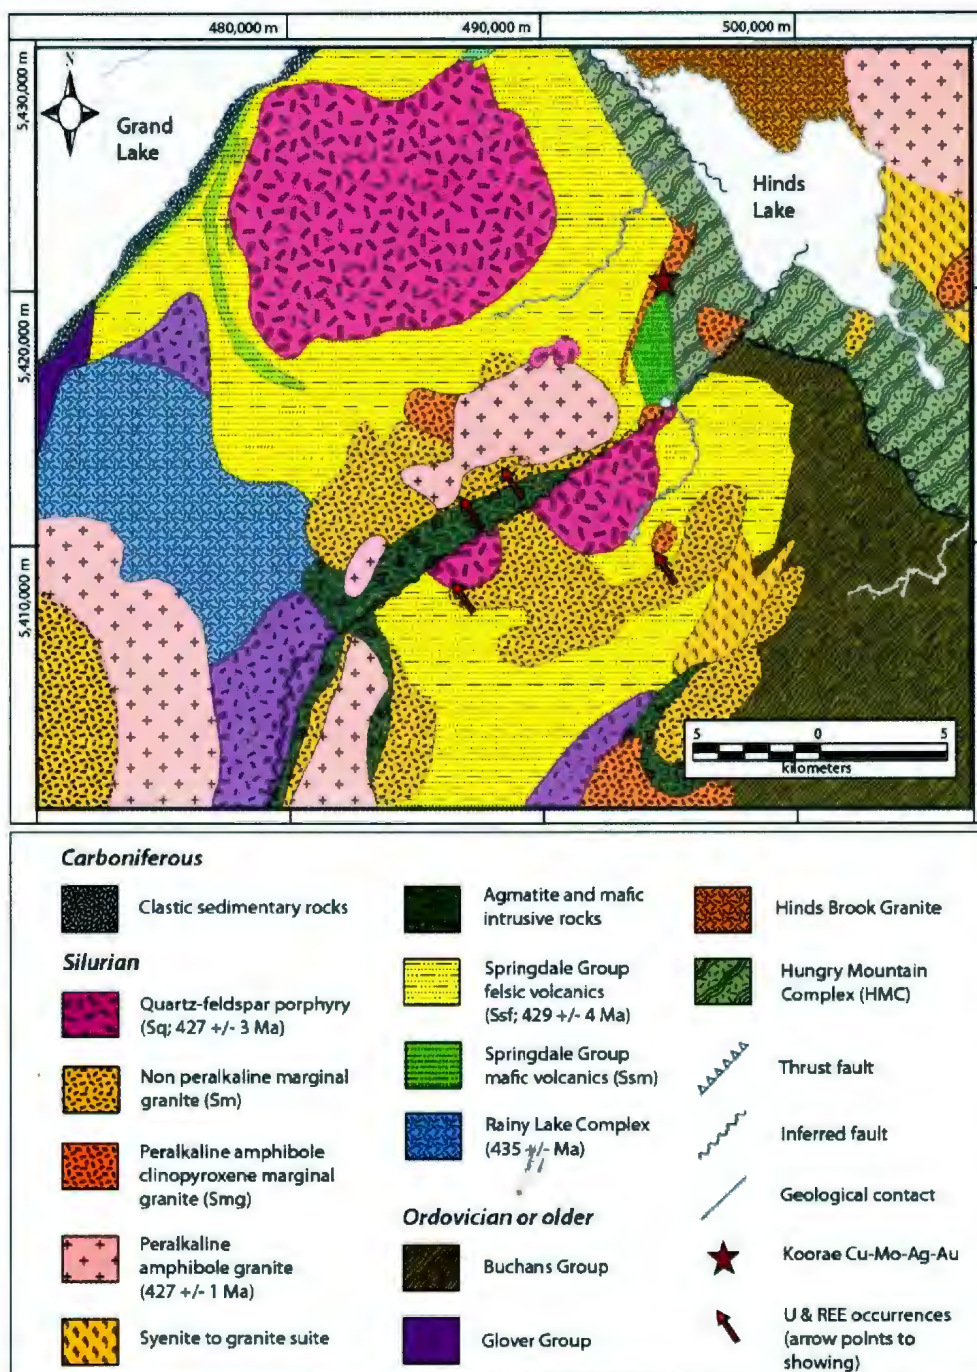 480,000 m
490,000 m
500,000 m
5,430,000 m
5,420,000 m
5,410,000 m
N
Grand
Lake
Hinds
Lake
5
0
5
kilometers
Carboniferous
Clastic sedimentary rocks
Silurian
Quartz-feldspar porphyry
(Sq; 427 +/- 3 Ma)
Non peralkaline marginal
granite (Sm)
Peralkaline amphibole
clinopyroxene marginal
granite (Smg)
Peralkaline
amphibole granite
(427 +/- 1 Ma)
Syenite to granite suite
Agmatite and mafic
intrusive rocks
Springdale Group
felsic volcanics
(Ssf; 429 +/- 4 Ma)
Springdale Group
mafic volcanics (Ssm)
Rainy Lake Complex
(435 +/- Ma)
Ordovician or older
Buchans Group
Glover Group
Hinds Brook Granite
Hungry Mountain
Complex (HMC)
Thrust fault
Inferred fault
Geological contact
Koorae Cu-Mo-Ag-Au
U & REE occurrences
(arrow points to
showing)